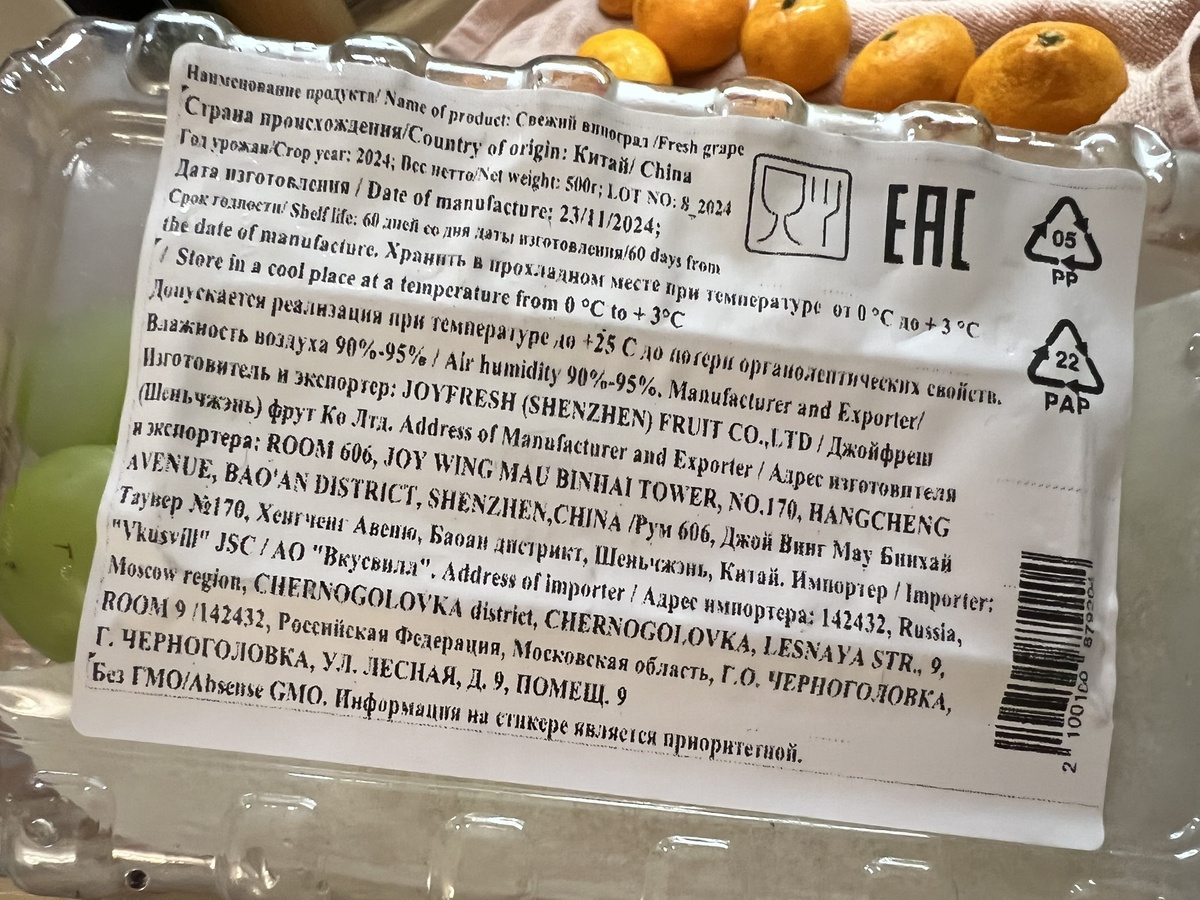 Наименование продукта/ Name of product: Свежий виноград /Fresh grape
Страна происхождения/Country of origin: Китай/ China
Год урожая/Crop year: 2024; Вес нетто/Net weight: 500г; LOT NO: 8_2024
Дата изготовления / Date of manufacture; 23/11/2024;
Срок годности/ Shelf life: 60 дней со дня даты изготовления/60 days from
the date of manufacture. Хранить в прохладном месте при температуре от 0 °C до + 3 °C
/ Store in a cool place at a temperature from 0 °C to + 3°C
Допускается реализация при температуре до +25 С до потери органолептических свойств.
Влажность воздуха 90%-95% / Air humidity 90%-95%. Manufacturer and Exporter/
Изготовитель и экспортер: JOYFRESH (SHENZHEN) FRUIT CO.,LTD / Джойфреш
(Шеньчжэнь) фрут Ко Лтд. Address of Manufacturer and Exporter / Адрес изготовителя
и экспортера: ROOM 606, JOY WING MAU BINHAI TOWER, NO.170, HANGCHENG
AVENUE, BAO'AN DISTRICT, SHENZHEN,CHINA /Рум 606, Джой Винг Мау Бинхай
Таувер №170, Хенгченг Авеню, Баоан дистрикт, Шеньчжэнь, Китай. Импортер / Importer:
"Vkusvill" JSC / АО "Вкусвилл". Address of importer / Адрес импортера: 142432, Russia,
Moscow region, CHERNOGOLOVKA district, CHERNOGOLOVKA, LESNAYA STR., 9,
ROOM 9 /142432, Российская Федерация, Московская область, Г.О. ЧЕРНОГОЛОВКА,
Г. ЧЕРНОГОЛОВКА, УЛ. ЛЕСНАЯ, Д. 9, ПОМЕЩ. 9
Без ГМО/Absense GMO. Информация на стикере является приоритетной.
EAC
05
PP
22
PAP